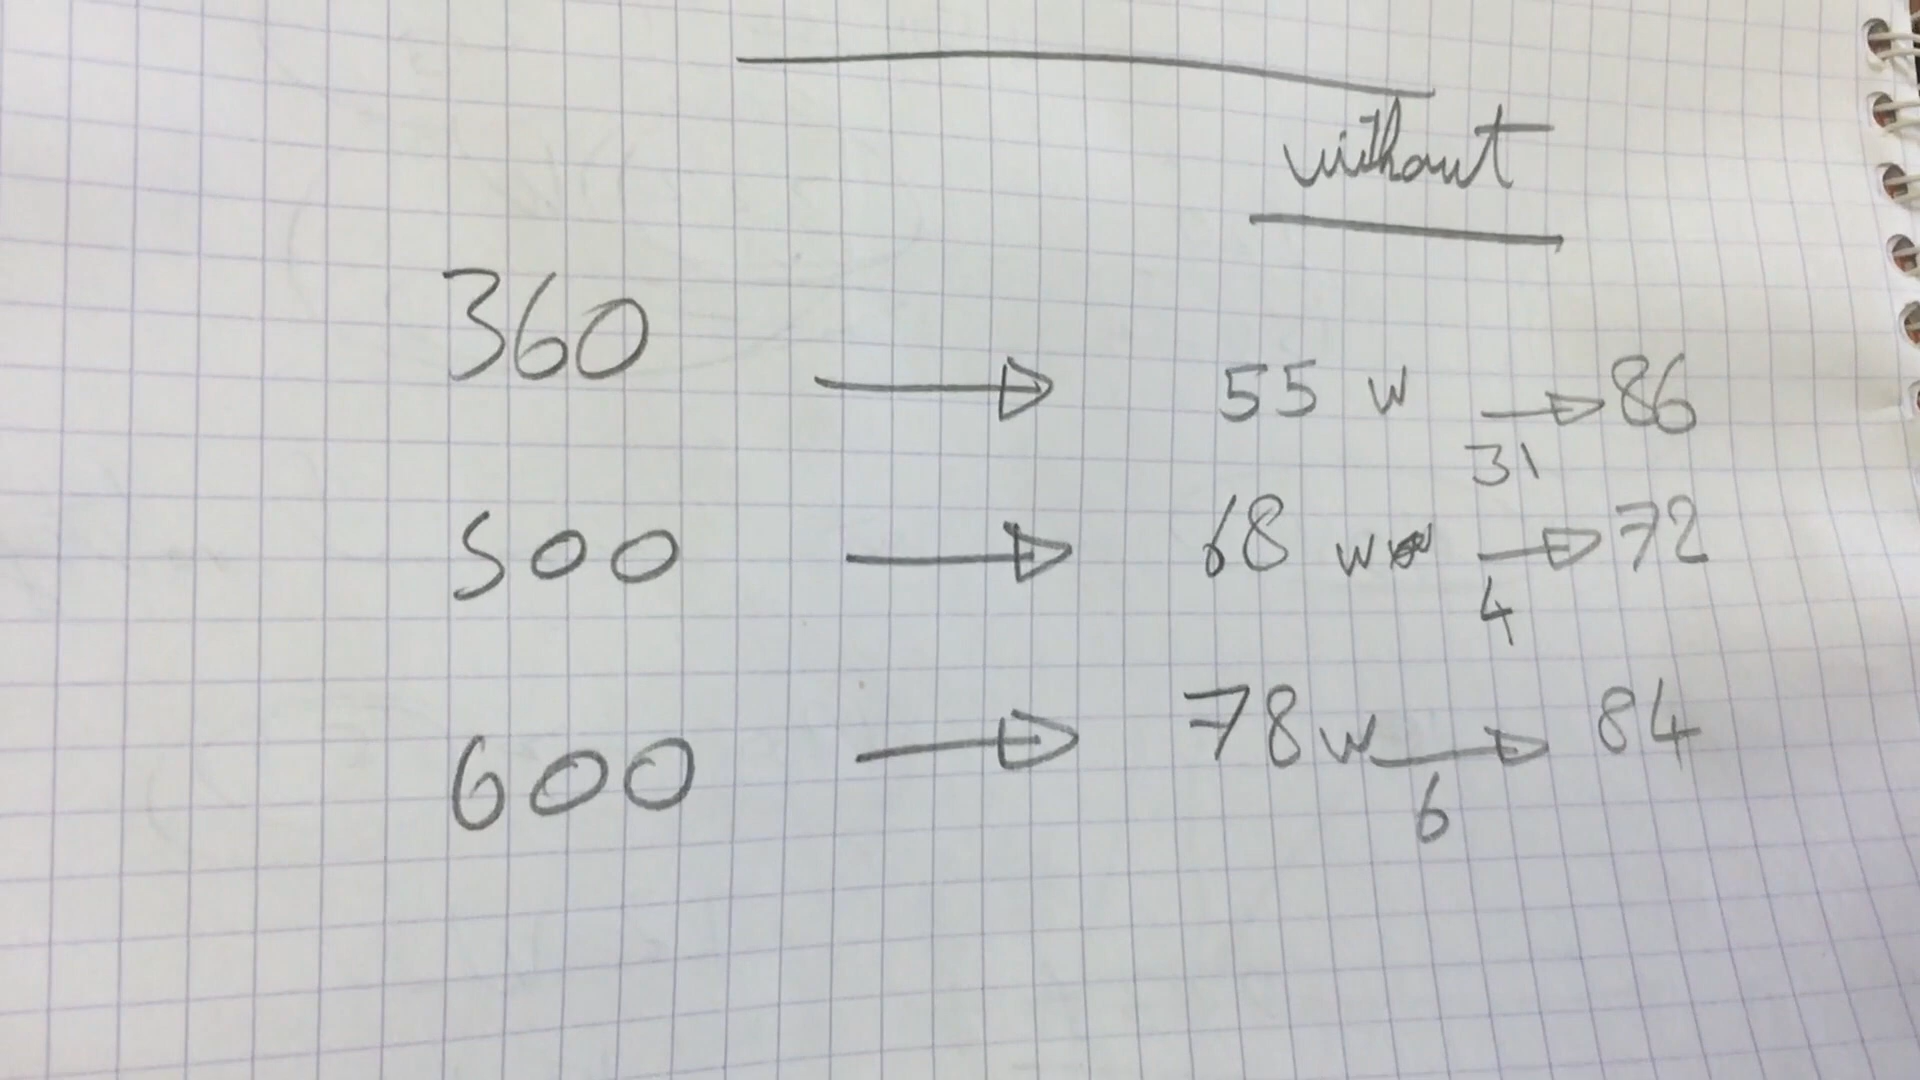 without
360 → 55 w → 86
31
500 → 68 w → 72
4
600 → 78w → 84
6